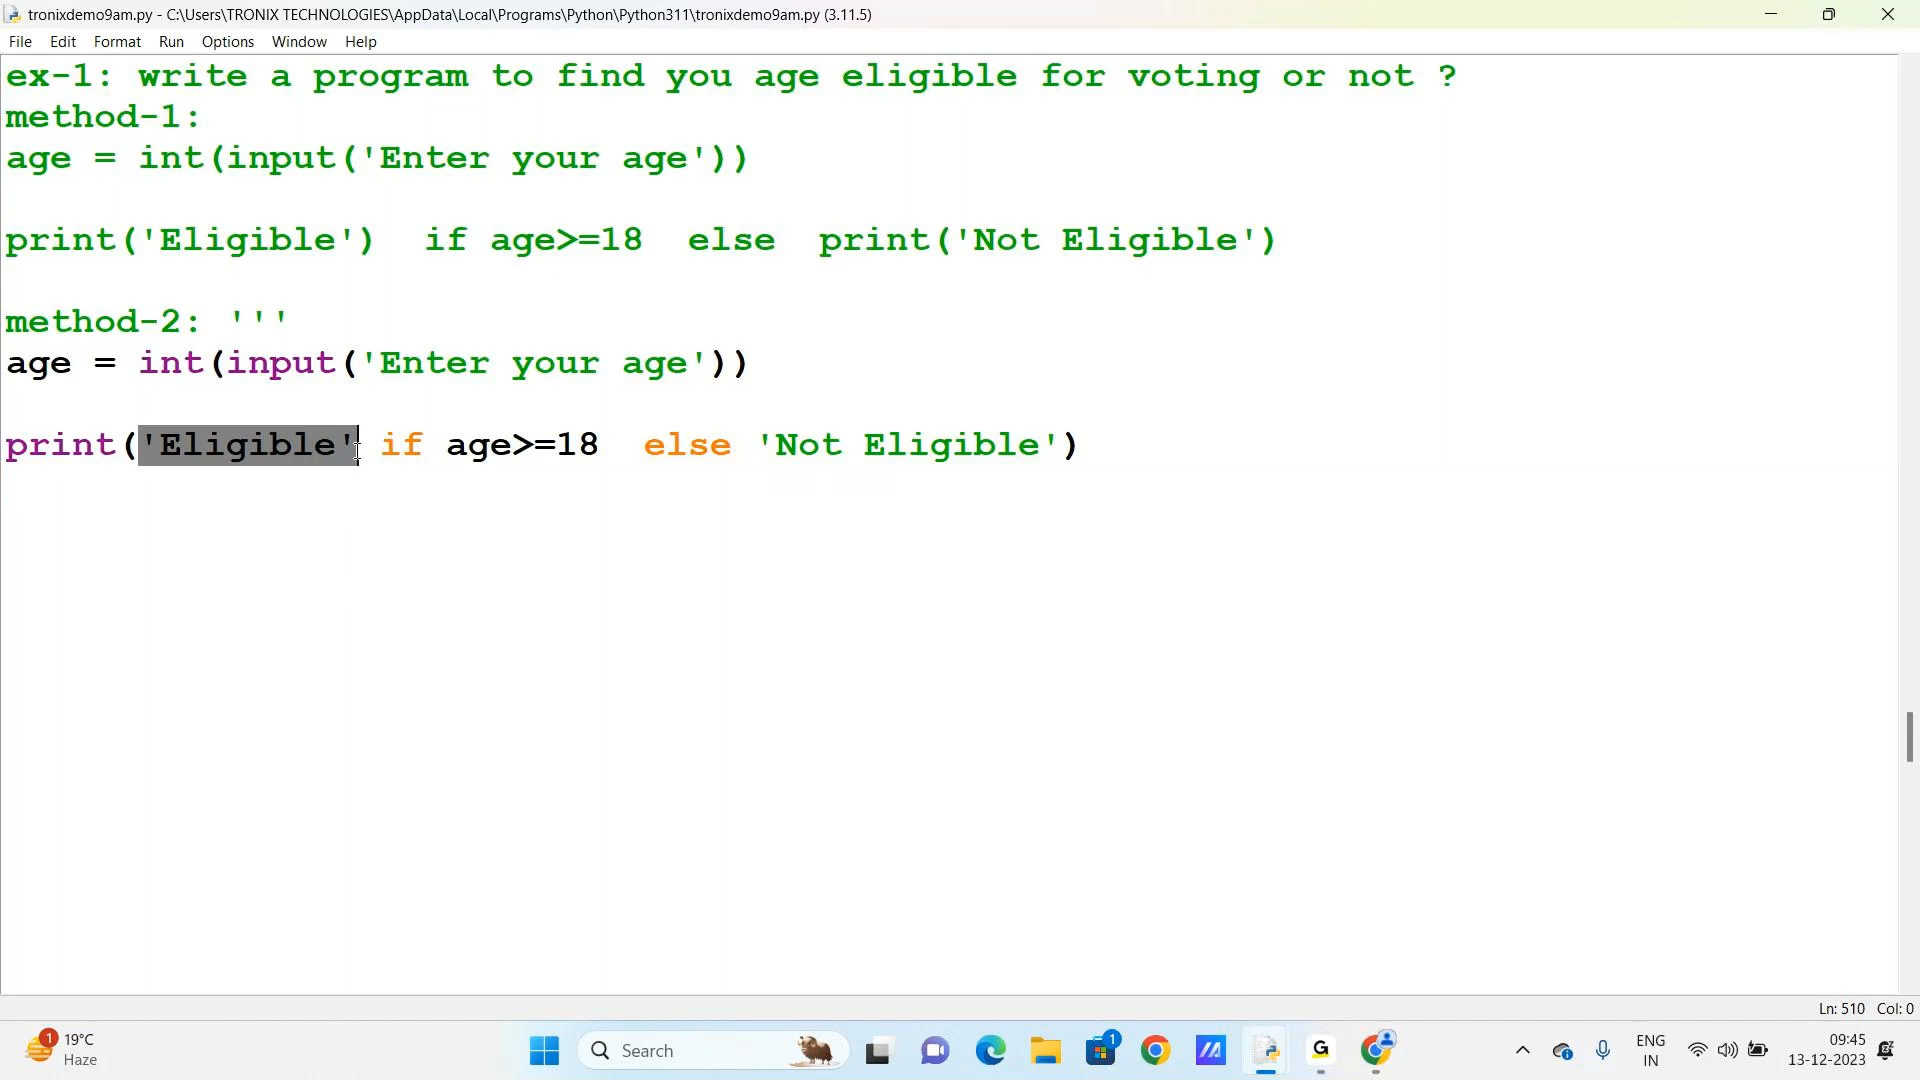 tronixdemo9am.py - C:\Users\TRONIX TECHNOLOGIES\AppData\Local\Programs\Python\Python311\tronixdemo9am.py (3.11.5)
File Edit Format Run Options Window Help
ex-1: write a program to find you age eligible for voting or not ?
method-1:
age = int(input('Enter your age'))
print('Eligible')  if age>=18  else  print('Not Eligible')
method-2: '''
age = int(input('Enter your age'))
print('Eligible' if age>=18  else 'Not Eligible')
Ln: 510 Col: 0
1 19°C
Haze
Search
1
G
ENG
IN
09:45
13-12-2023